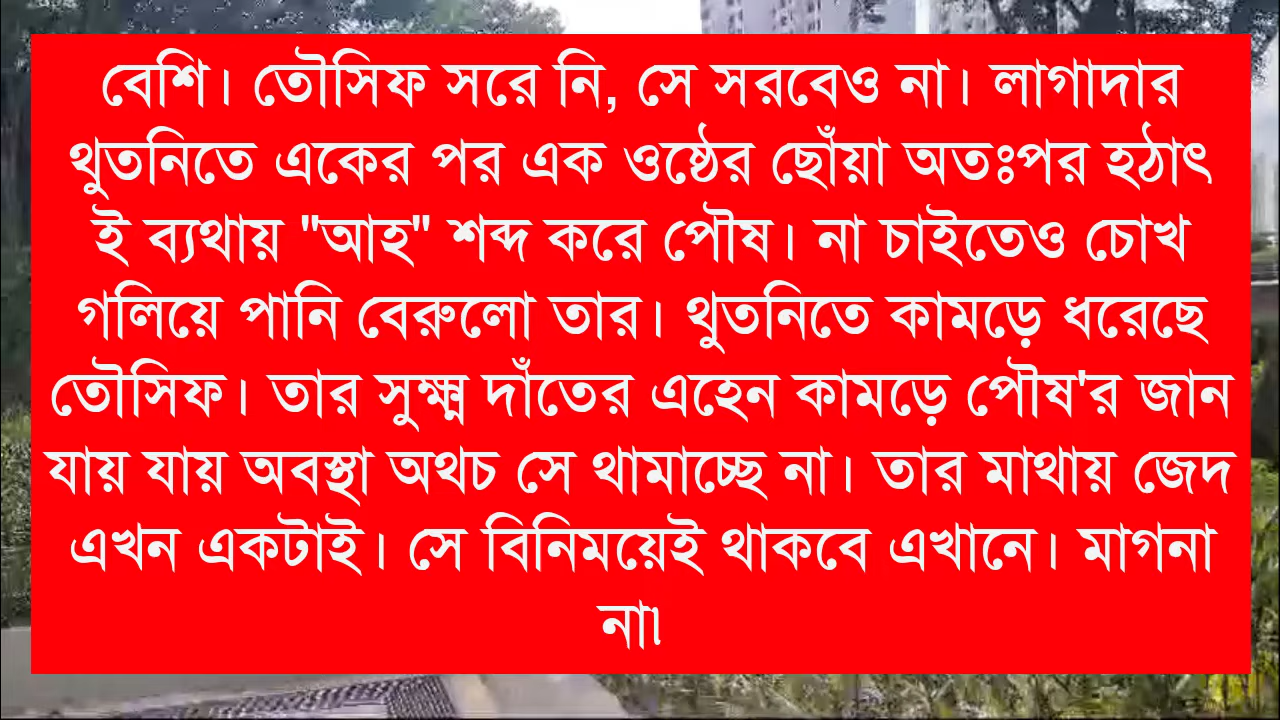 বেশি। তৌসিফ সরে নি, সে সরবেও না। লাগাদার
থুতনিতে একের পর এক ওষ্ঠের ছোঁয়া অতঃপর হঠাৎ
ই ব্যথায় "আহ" শব্দ করে পৌষ। না চাইতেও চোখ
গলিয়ে পানি বেরুলো তার। থুতনিতে কামড়ে ধরেছে
তৌসিফ। তার সুক্ষ্ম দাঁতের এহেন কামড়ে পৌষ'র জান
যায় যায় অবস্থা অথচ সে থামাচ্ছে না। তার মাথায় জেদ
এখন একটাই। সে বিনিময়েই থাকবে এখানে। মাগনা
না৷